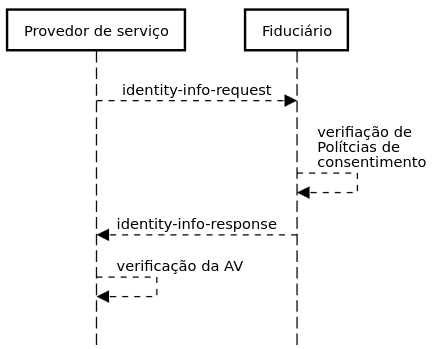 Provedor de serviço
Fiduciário
identity-info-request
verifiação de
Polítcias de
consentimento
identity-info-response
verificação da AV